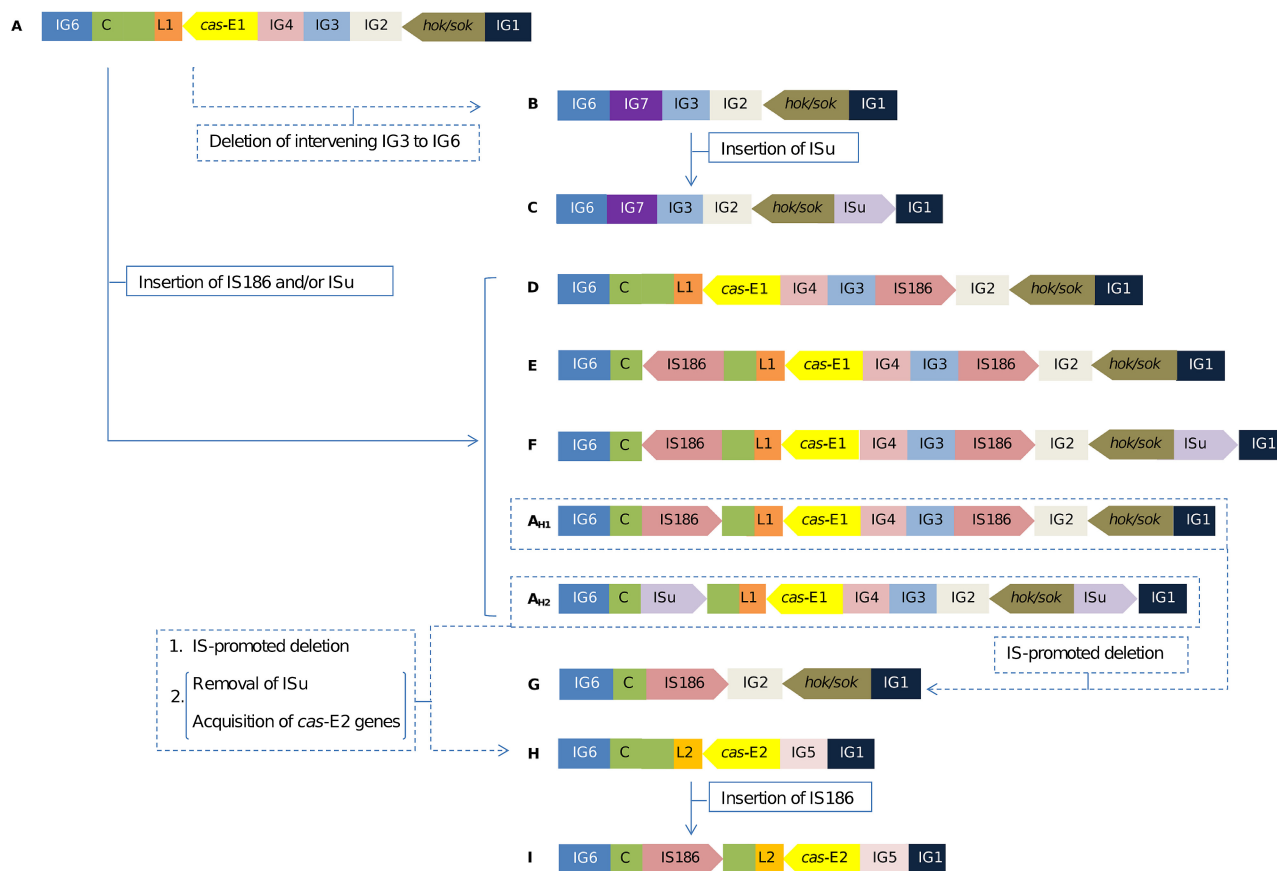 A IG6 C L1 cas-E1 IG4 IG3 IG2 hok/sok IG1
B IG6 IG7 IG3 IG2 hok/sok IG1
Deletion of intervening IG3 to IG6
Insertion of ISu
C IG6 IG7 IG3 IG2 hok/sok ISu IG1
Insertion of IS186 and/or ISu
D IG6 C L1 cas-E1 IG4 IG3 IS186 IG2 hok/sok IG1
E IG6 C IS186 L1 cas-E1 IG4 IG3 IS186 IG2 hok/sok IG1
F IG6 C IS186 L1 cas-E1 IG4 IG3 IS186 IG2 hok/sok ISu IG1
AH1 IG6 C IS186 L1 cas-E1 IG4 IG3 IS186 IG2 hok/sok IG1
AH2 IG6 C ISu L1 cas-E1 IG4 IG3 IG2 hok/sok ISu IG1
1. IS-promoted deletion
2. Removal of ISu
Acquisition of cas-E2 genes
IS-promoted deletion
G IG6 C IS186 IG2 hok/sok IG1
H IG6 C L2 cas-E2 IG5 IG1
Insertion of IS186
I IG6 C IS186 L2 cas-E2 IG5 IG1